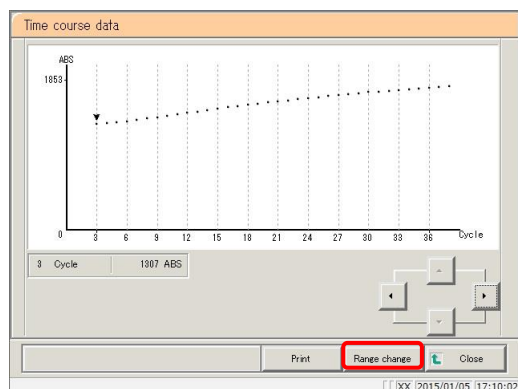 Time course data
ABS
1853
0 3 6 9 12 15 18 21 24 27 30 33 36 Cycle
3 Cycle 1307 ABS
Print Range change Close
XX 2015/01/05 17:10:02